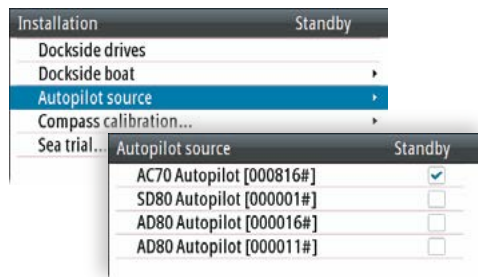 Installation Standby
Dockside drives
Dockside boat
Autopilot source
Compass calibration...
Sea trial...
Autopilot source Standby
AC70 Autopilot [000816#]
SD80 Autopilot [000001#]
AD80 Autopilot [000016#]
AD80 Autopilot [000011#]